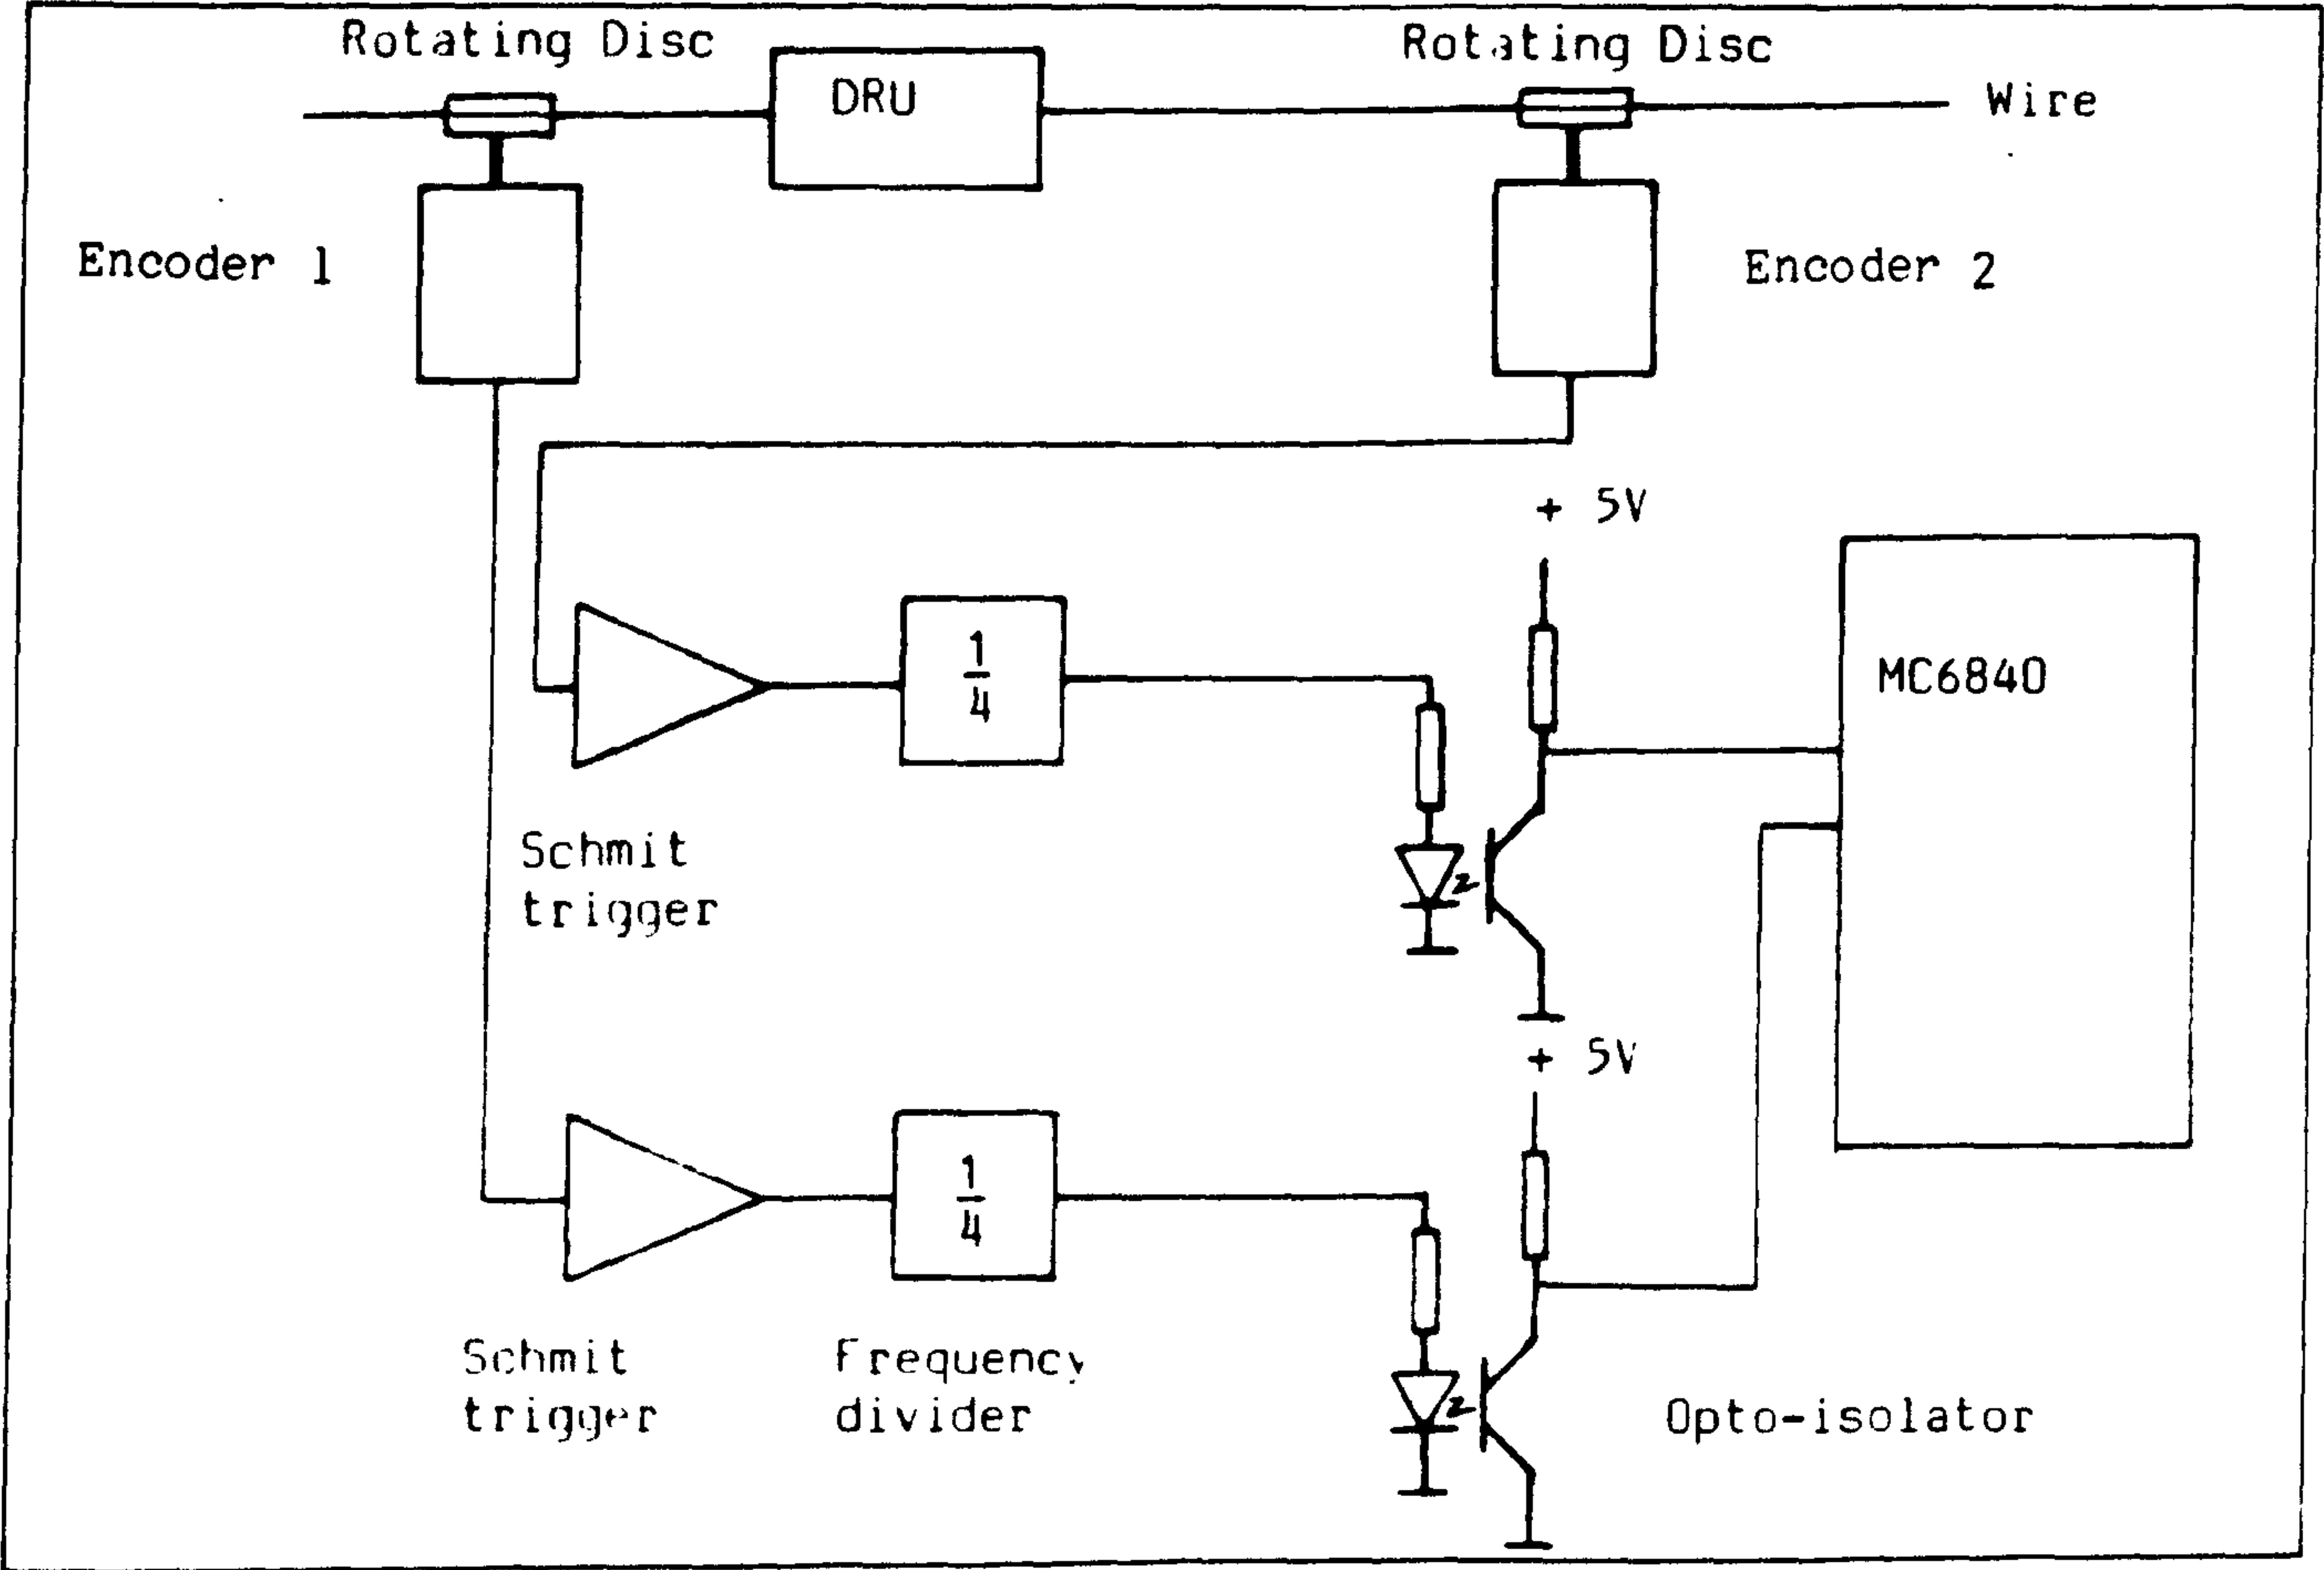 Rotating Disc
Rotating Disc
DRU
Wire
Encoder 1
Encoder 2
+ 5V
1
4
MC6840
Schmit
trigger
+ 5V
1
4
Schmit
trigger
Frequency
divider
Opto-isolator